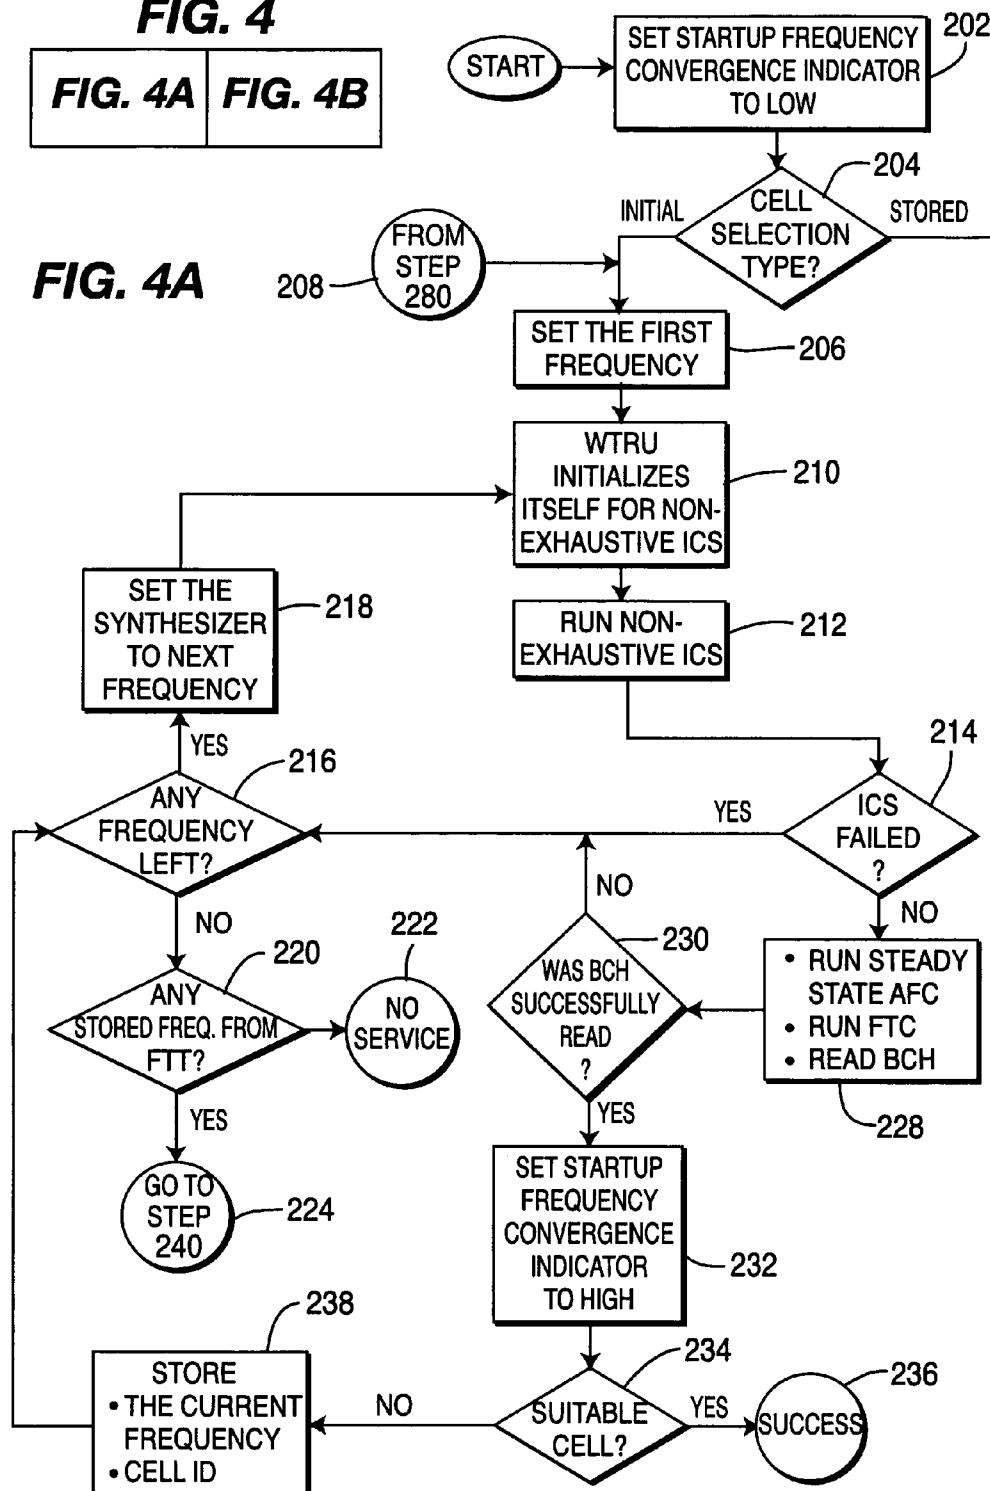 FIG. 4
FIG. 4A
FIG. 4B
FIG. 4A
START
SET STARTUP FREQUENCY
CONVERGENCE INDICATOR
TO LOW
202
204
CELL
SELECTION
TYPE?
INITIAL
STORED
FROM
STEP
280
208
SET THE FIRST
FREQUENCY
206
WTRU
INITIALIZES
ITSELF FOR NON-
EXHAUSTIVE ICS
210
RUN NON-
EXHAUSTIVE ICS
212
SET THE
SYNTHESIZER
TO NEXT
FREQUENCY
218
YES
216
ANY
FREQUENCY
LEFT?
YES
214
ICS
FAILED
?
NO
NO
NO
222
NO
SERVICE
220
ANY
STORED FREQ. FROM
FTT?
230
WAS BCH
SUCCESSFULLY
READ
?
• RUN STEADY
STATE AFC
• RUN FTC
• READ BCH
228
YES
YES
GO TO
STEP
240
224
SET STARTUP
FREQUENCY
CONVERGENCE
INDICATOR
TO HIGH
232
238
STORE
• THE CURRENT
FREQUENCY
• CELL ID
NO
234
SUITABLE
CELL?
YES
236
SUCCESS